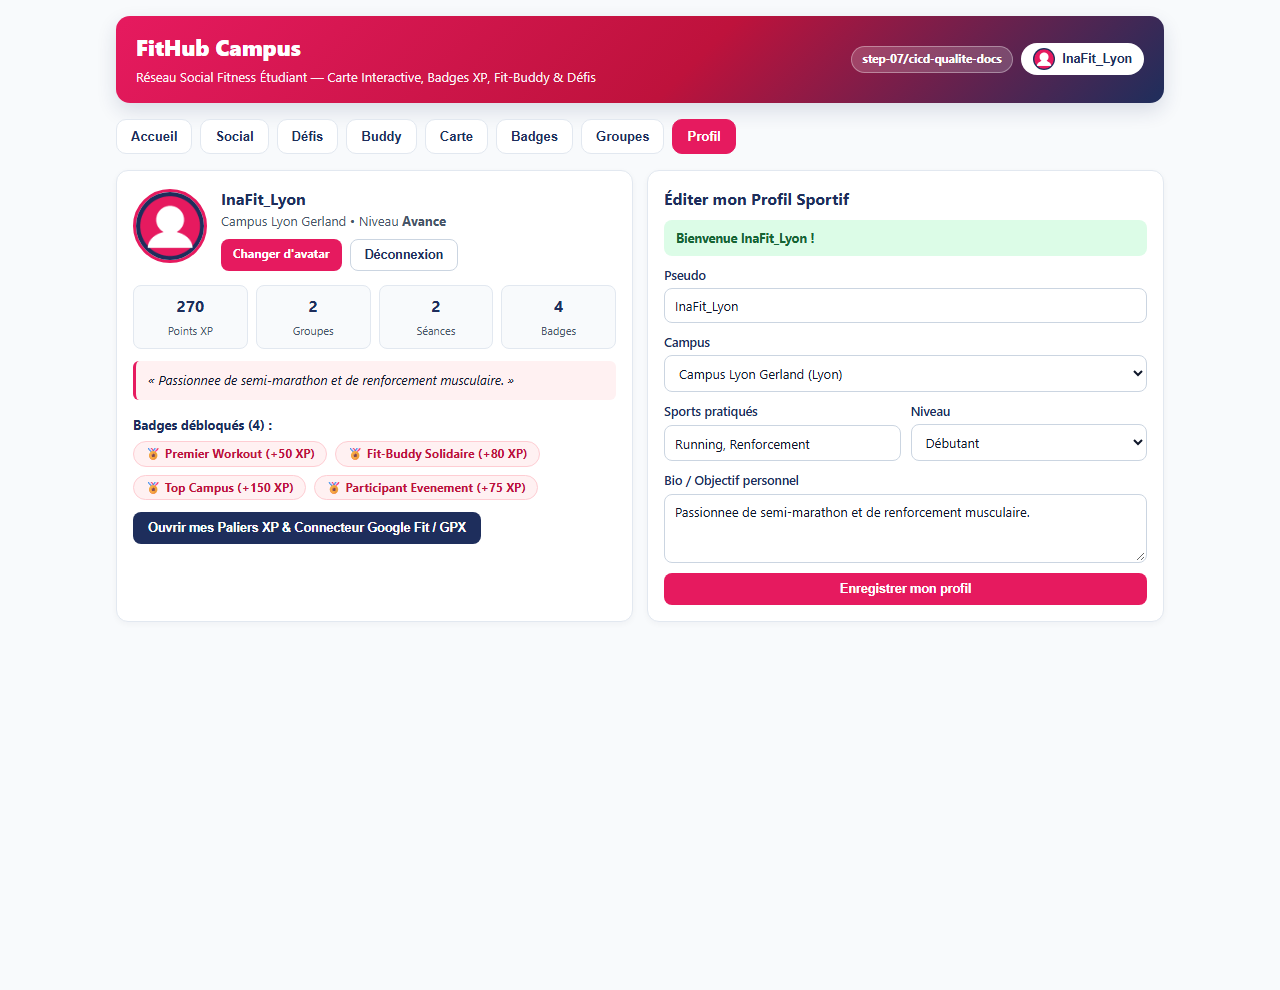 FitHub Campus
Réseau Social Fitness Étudiant — Carte Interactive, Badges XP, Fit-Buddy & Défis
step-07/cicd-qualite-docs
InaFit_Lyon
Accueil
Social
Défis
Buddy
Carte
Badges
Groupes
Profil
InaFit_Lyon
Campus Lyon Gerland • Niveau Avance
Changer d'avatar
Déconnexion
270
Points XP
2
Groupes
2
Séances
4
Badges
« Passionnee de semi-marathon et de renforcement musculaire. »
Badges débloqués (4) :
Premier Workout (+50 XP)
Fit-Buddy Solidaire (+80 XP)
Top Campus (+150 XP)
Participant Evenement (+75 XP)
Ouvrir mes Paliers XP & Connecteur Google Fit / GPX
Éditer mon Profil Sportif
Bienvenue InaFit_Lyon !
Pseudo
InaFit_Lyon
Campus
Campus Lyon Gerland (Lyon)
Sports pratiqués
Niveau
Running, Renforcement
Débutant
Bio / Objectif personnel
Passionnee de semi-marathon et de renforcement musculaire.
Enregistrer mon profil